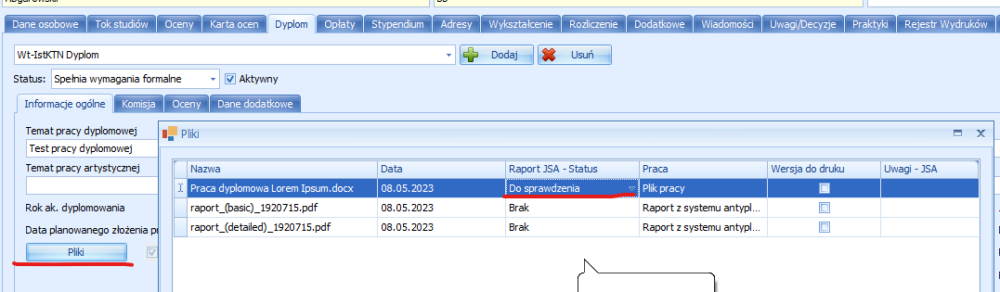 Dane osobowe Tok studiów Oceny Karta ocen Dyplom Opłaty Stypendium Adresy Wykształcenie Rozliczenie Dodatkowe Wiadomości Uwagi/Decyzje Praktyki Rejestr Wydruków
Wt-IstKTN Dyplom Dodaj Usuń
Status: Spełnia wymagania formalne Aktywny
Informacje ogólne Komisja Oceny Dane dodatkowe
Temat pracy dyplomowej
Test pracy dyplomowej
Temat pracy artystycznej
Rok ak. dyplomowania
Data planowanego złożenia
Pliki
Pliki
Nazwa Data Raport JSA - Status Praca Wersja do druku Uwagi - JSA
Praca dyplomowa Lorem Ipsum.docx 08.05.2023 Do sprawdzenia Plik pracy
raport_(basic)_1920715.pdf 08.05.2023 Brak Raport z systemu antypl...
raport_(detailed)_1920715.pdf 08.05.2023 Brak Raport z systemu antypl...